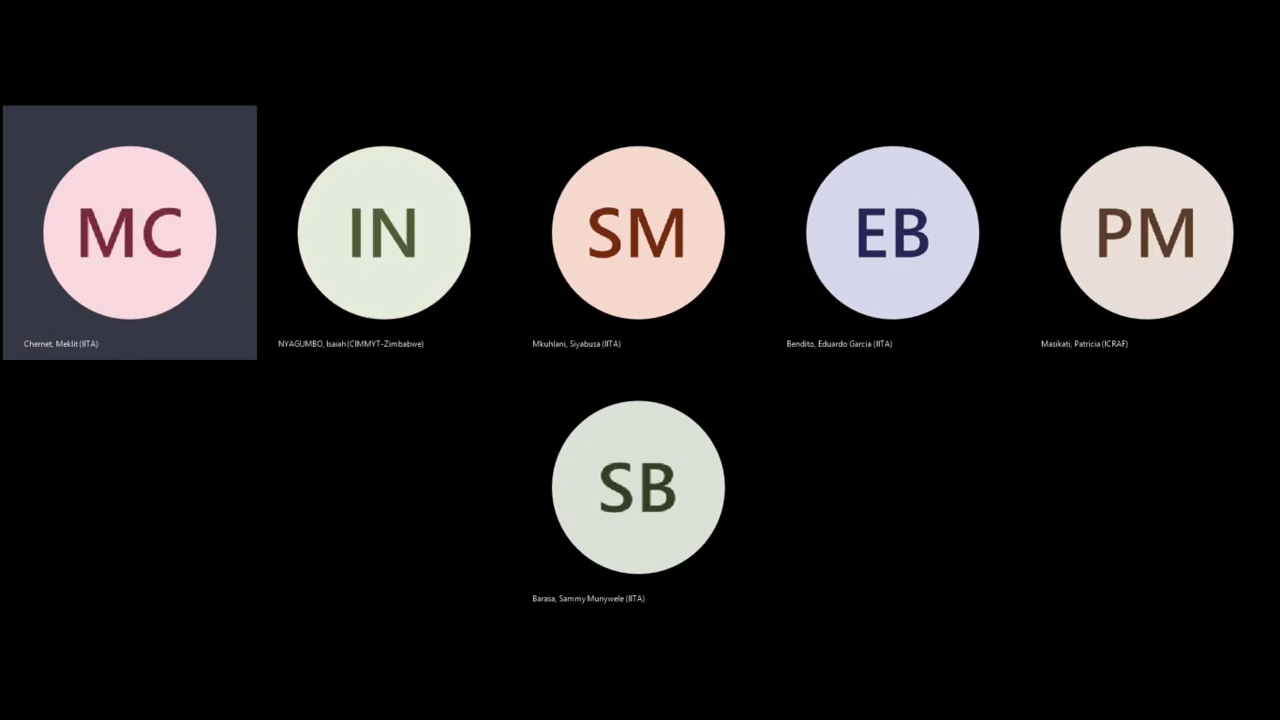 MC
IN
SM
EB
PM
Chernet, Meklit (IITA)
NYAGUMBO, Isaiah (CIMMYT-Zimbabwe)
Mkuhlani, Siyabusa (IITA)
Bendito, Eduardo Garcia (IITA)
Masikati, Patricia (ICRAF)
SB
Barasa, Sammy Munywele (IITA)